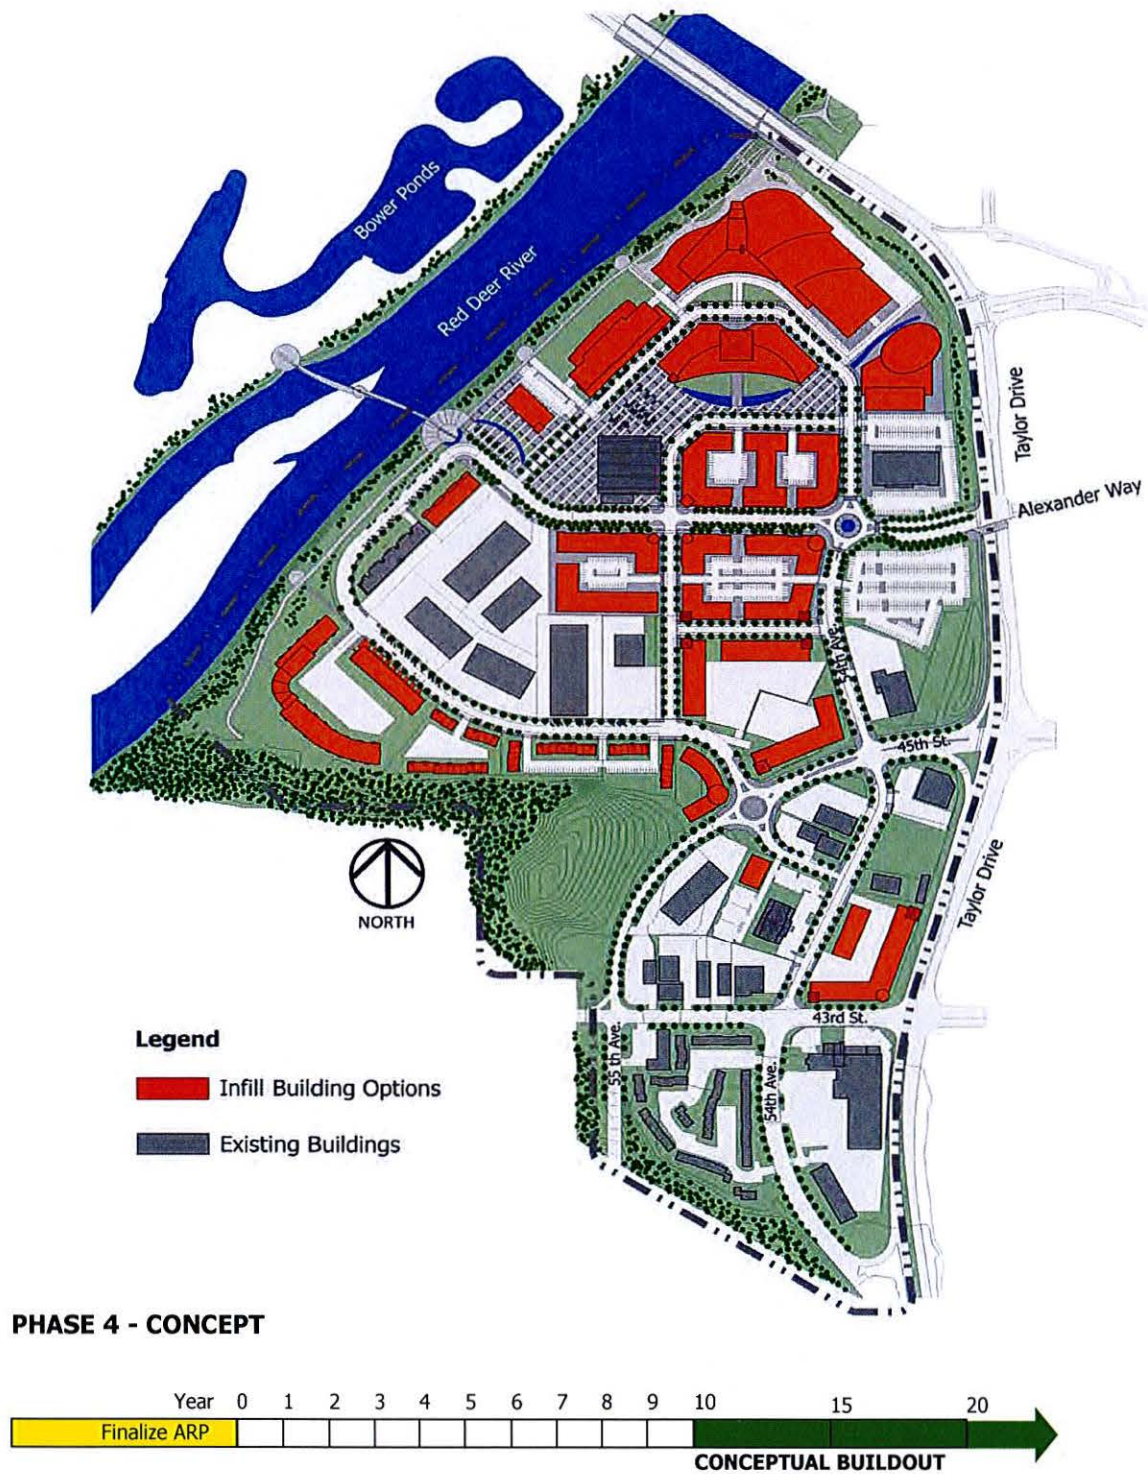 Bower Ponds
Red Deer River
Taylor Drive
Alexander Way
54th Ave.
45th St.
Taylor Drive
NORTH
43rd St.
55 th Ave.
54th Ave.
Legend
Infill Building Options
Existing Buildings
PHASE 4 - CONCEPT
Year 0 1 2 3 4 5 6 7 8 9 10 15 20
Finalize ARP
CONCEPTUAL BUILDOUT